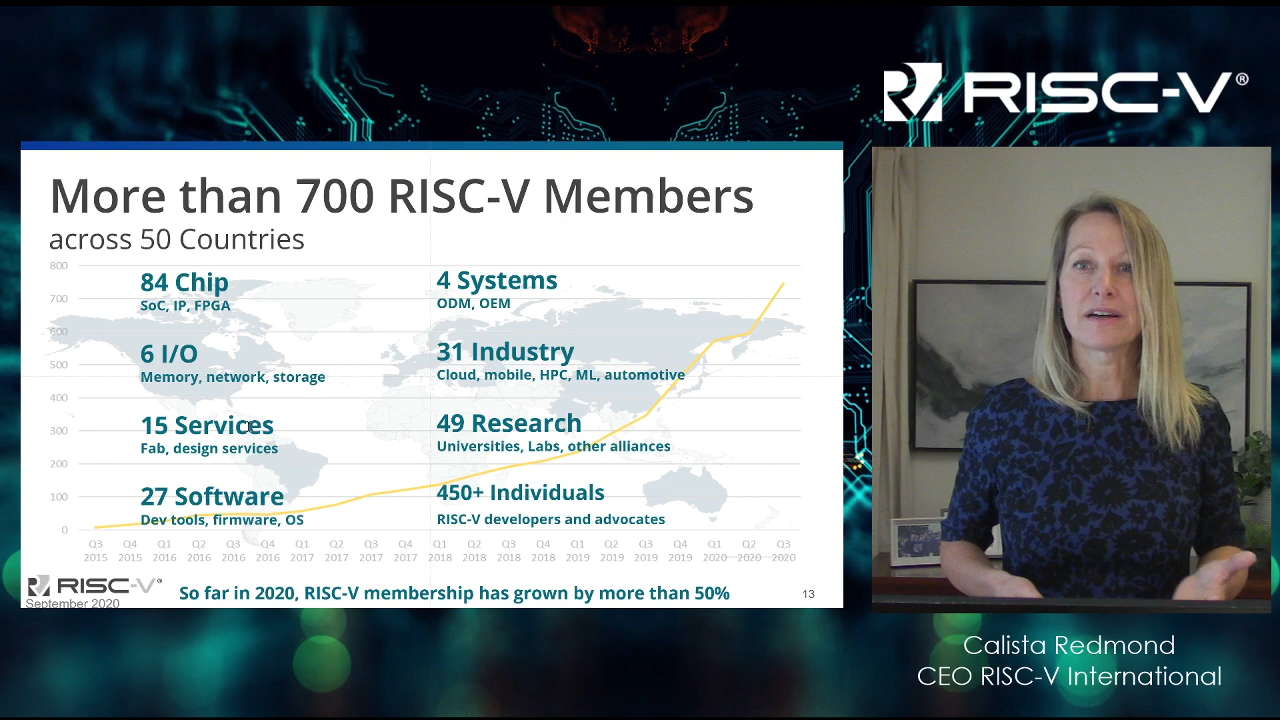 RISC-V®
More than 700 RISC-V Members
across 50 Countries
800
700
600
500
400
300
200
100
0
84 Chip
SoC, IP, FPGA
6 I/O
Memory, network, storage
15 Services
Fab, design services
27 Software
Dev tools, firmware, OS
4 Systems
ODM, OEM
31 Industry
Cloud, mobile, HPC, ML, automotive
49 Research
Universities, Labs, other alliances
450+ Individuals
RISC-V developers and advocates
Q3 Q4 Q1 Q2 Q3 Q4 Q1 Q2 Q3 Q4 Q1 Q2 Q3 Q4 Q1 Q2 Q3 Q4 Q1 Q2 Q3
2015 2015 2016 2016 2016 2016 2017 2017 2017 2017 2018 2018 2018 2018 2019 2019 2019 2019 2020 2020 2020
RISC-V®
September 2020
So far in 2020, RISC-V membership has grown by more than 50%
13
Calista Redmond
CEO RISC-V International